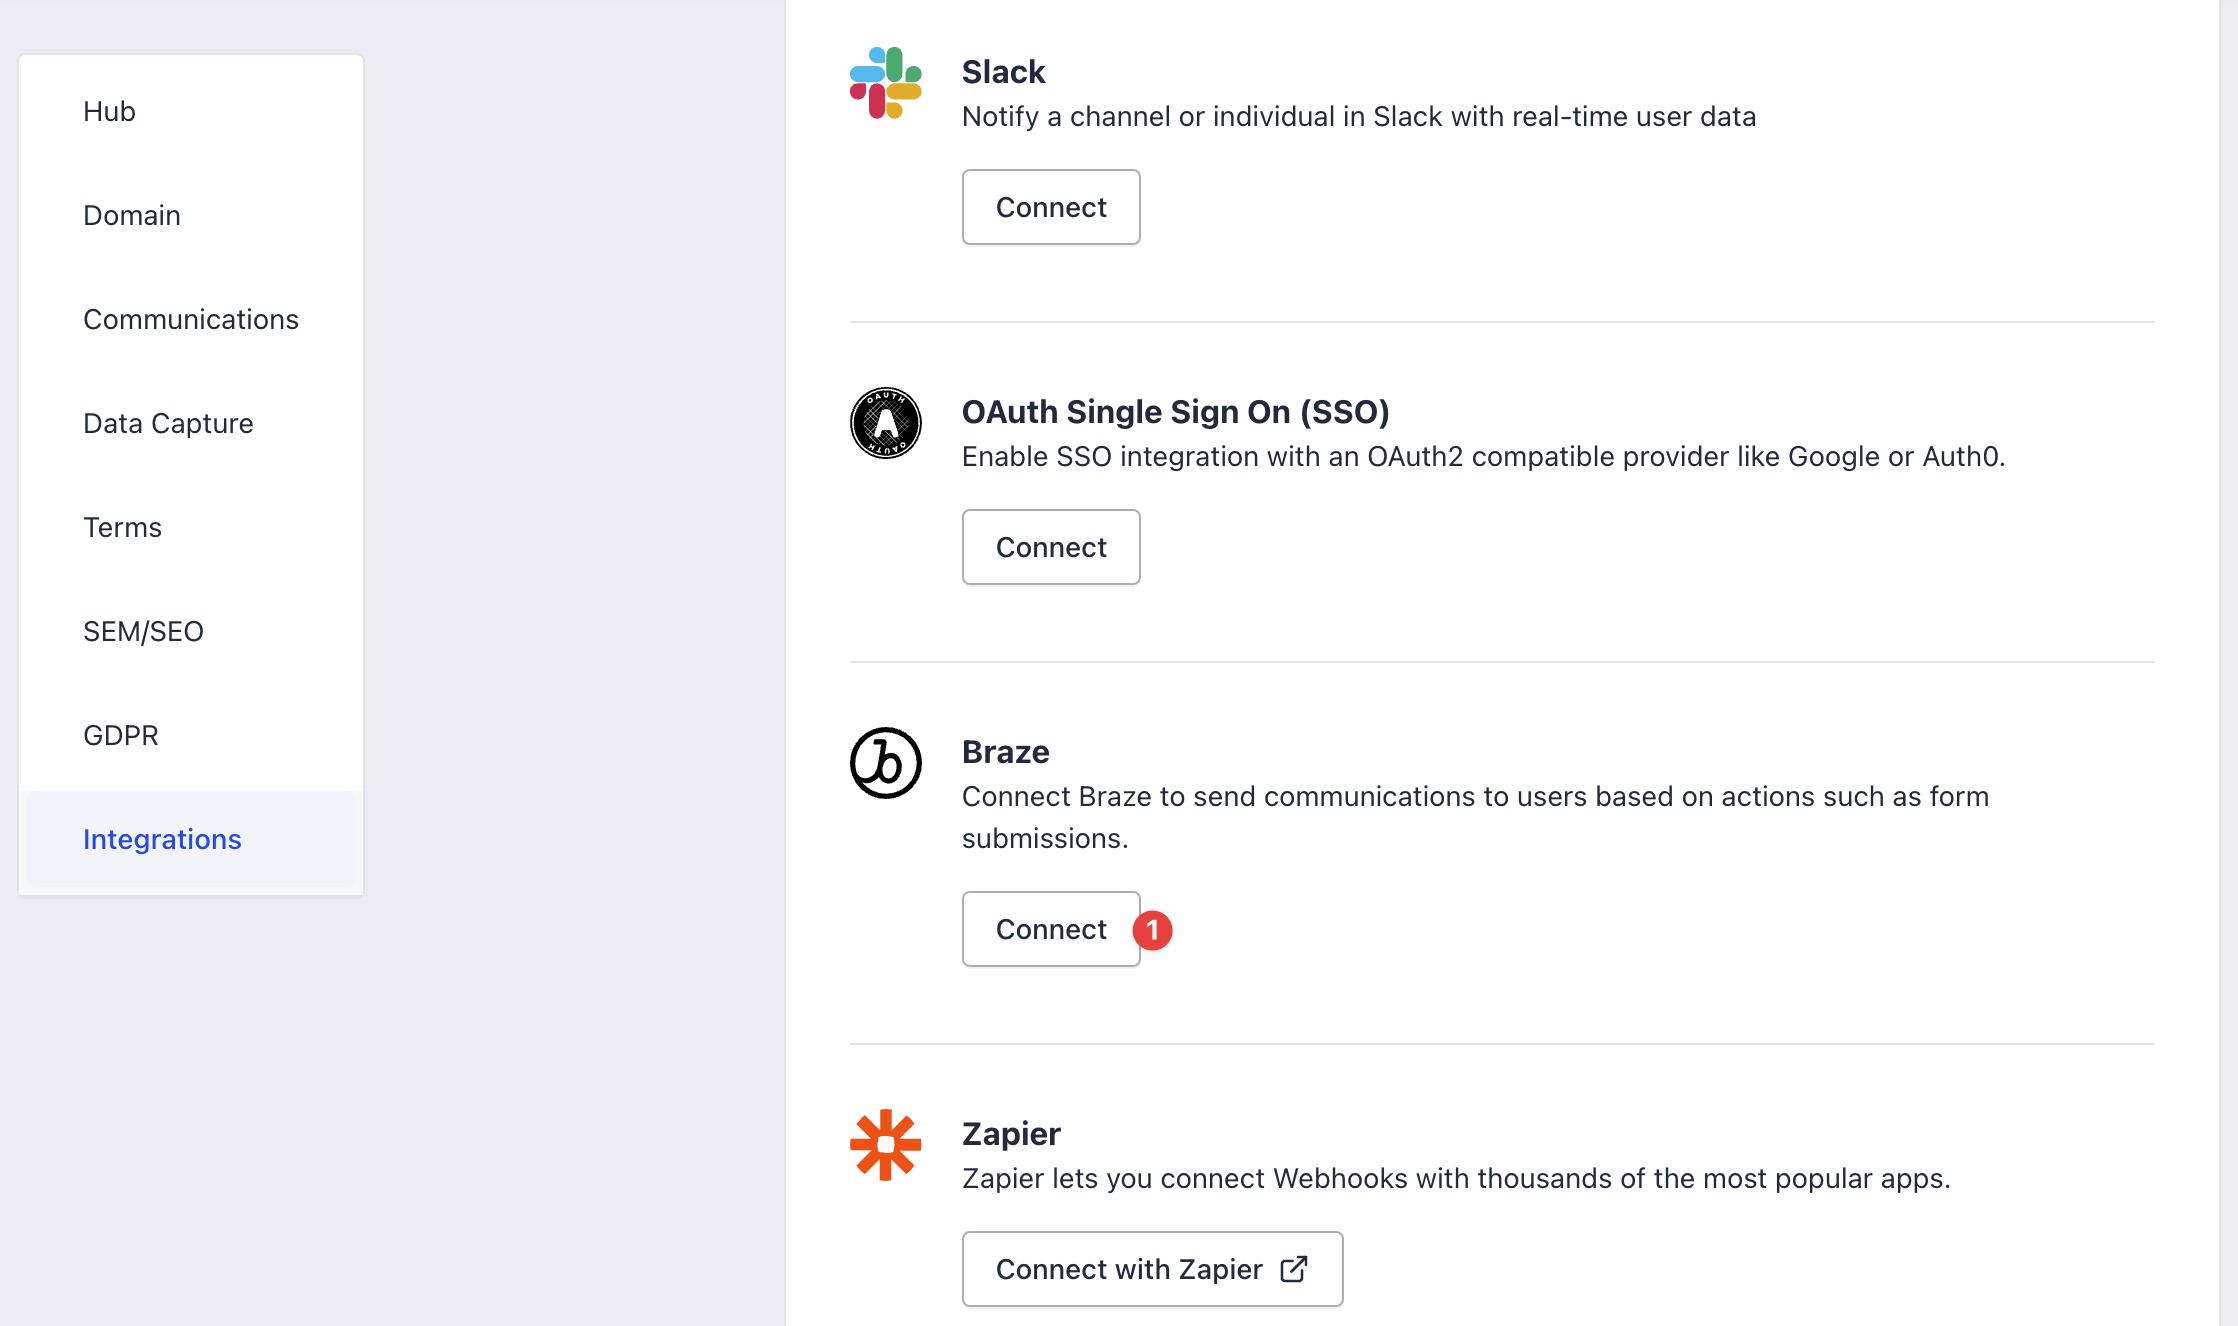 Hub
Domain
Communications
Data Capture
Terms
SEM/SEO
GDPR
Integrations
Slack
Notify a channel or individual in Slack with real-time user data
Connect
OAUTH
A
OAUTH
OAuth Single Sign On (SSO)
Enable SSO integration with an OAuth2 compatible provider like Google or Auth0.
Connect
b
Braze
Connect Braze to send communications to users based on actions such as form
submissions.
Connect
1
Zapier
Zapier lets you connect Webhooks with thousands of the most popular apps.
Connect with Zapier